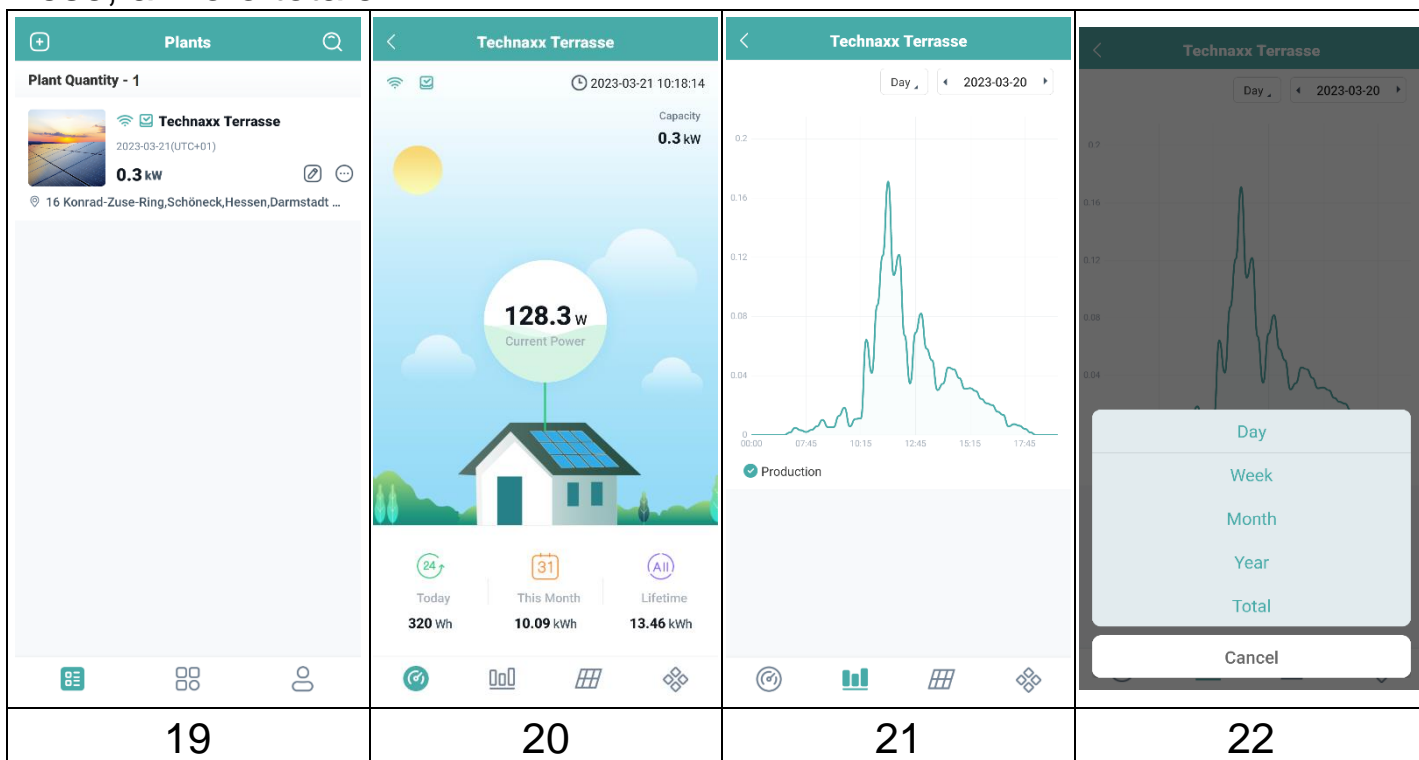 Plants
Plant Quantity - 1
Technaxx Terrasse
2023-03-21(UTC+01)
0.3 kW
16 Konrad-Zuse-Ring,Schöneck,Hessen,Darmstadt ...
19
Technaxx Terrasse
2023-03-21 10:18:14
Capacity
0.3 kW
128.3 W
Current Power
24
31
All
Today
This Month
Lifetime
320 Wh
10.09 kWh
13.46 kWh
20
Technaxx Terrasse
Day
2023-03-20
0.2
0.16
0.12
0.08
0.04
0
00:00
07:45
10:15
12:45
15:15
17:45
Production
21
Technaxx Terrasse
Day
2023-03-20
0.2
0.16
0.12
0.08
0.04
Day
Week
Month
Year
Total
Cancel
22